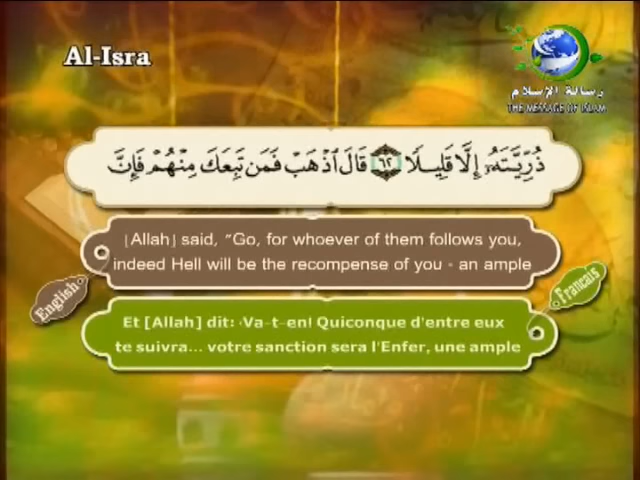 Al-Isra
رسالة الإسلام
THE MESSAGE OF ISLAM
ذُرِّيَّتَهُۥٓ إِلَّا قَلِيلًا ٦٢ قَالَ ٱذْهَبْ فَمَن تَبِعَكَ مِنْهُمْ فَإِنَّ
[Allah] said, "Go, for whoever of them follows you,
indeed Hell will be the recompense of you - an ample
English
Français
Et [Allah] dit: ‹Va-t-en! Quiconque d'entre eux
te suivra... votre sanction sera l'Enfer, une ample